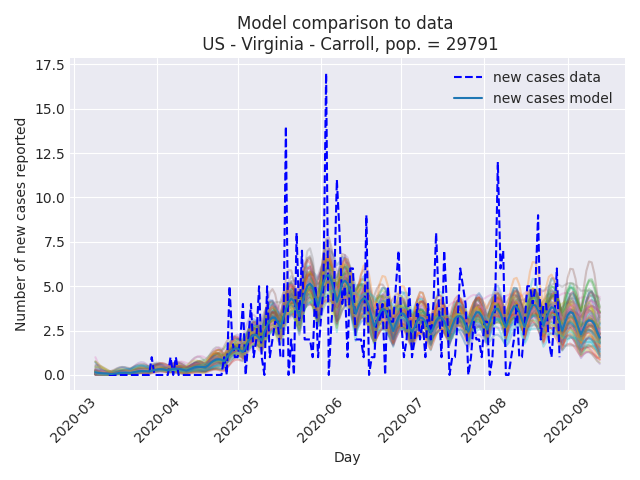 Model comparison to data
US - Virginia - Carroll, pop. = 29791
new cases data
new cases model
Number of new cases reported
17.5
15.0
12.5
10.0
7.5
5.0
2.5
0.0
2020-03
2020-04
2020-05
2020-06
2020-07
2020-08
2020-09
Day